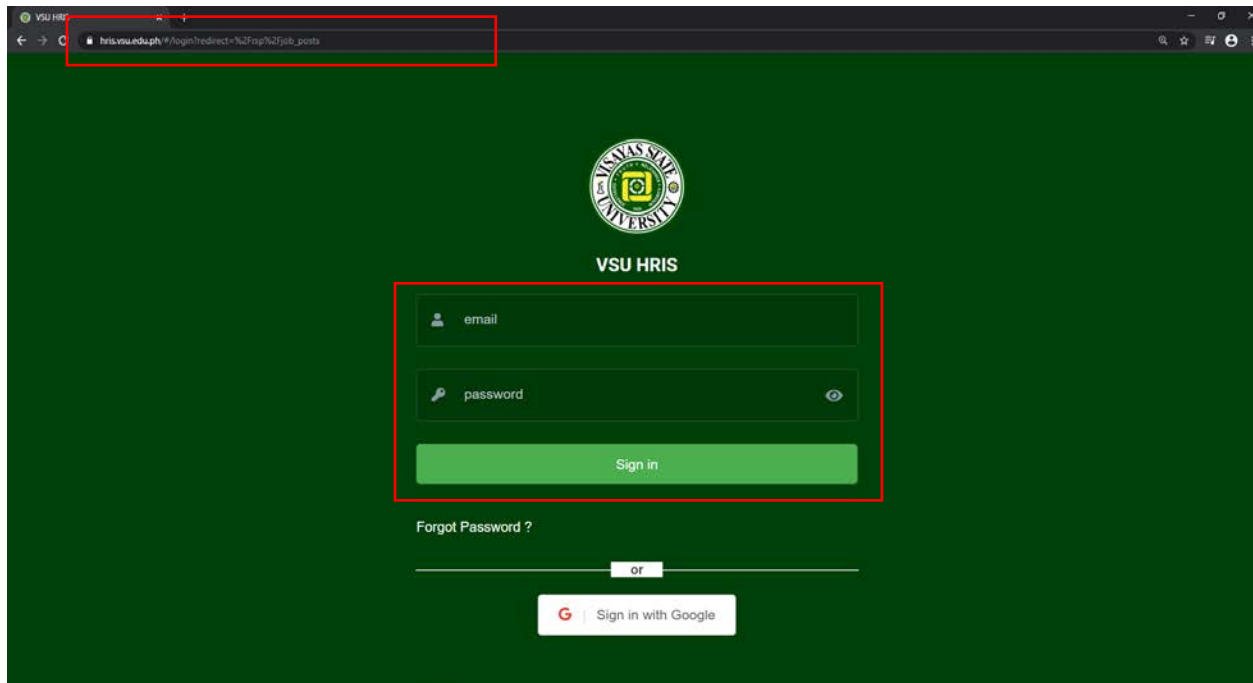 VSU HRIS
hris.vsu.edu.ph/#/login?redirect=%2Frsp%2Fjob_posts
VISAYAS STATE
UNIVERSITY
VSU HRIS
email
password
Sign in
Forgot Password ?
or
G Sign in with Google